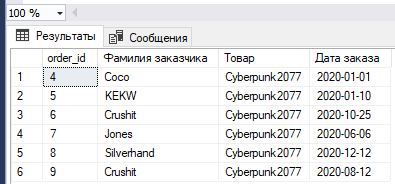 100 %
Результаты Сообщения
order_id Фамилия заказчика Товар Дата заказа
1 4 Coco Cyberpunk2077 2020-01-01
2 5 KEKW Cyberpunk2077 2020-01-10
3 6 Crushit Cyberpunk2077 2020-10-25
4 7 Jones Cyberpunk2077 2020-06-06
5 8 Silverhand Cyberpunk2077 2020-12-12
6 9 Crushit Cyberpunk2077 2020-08-12